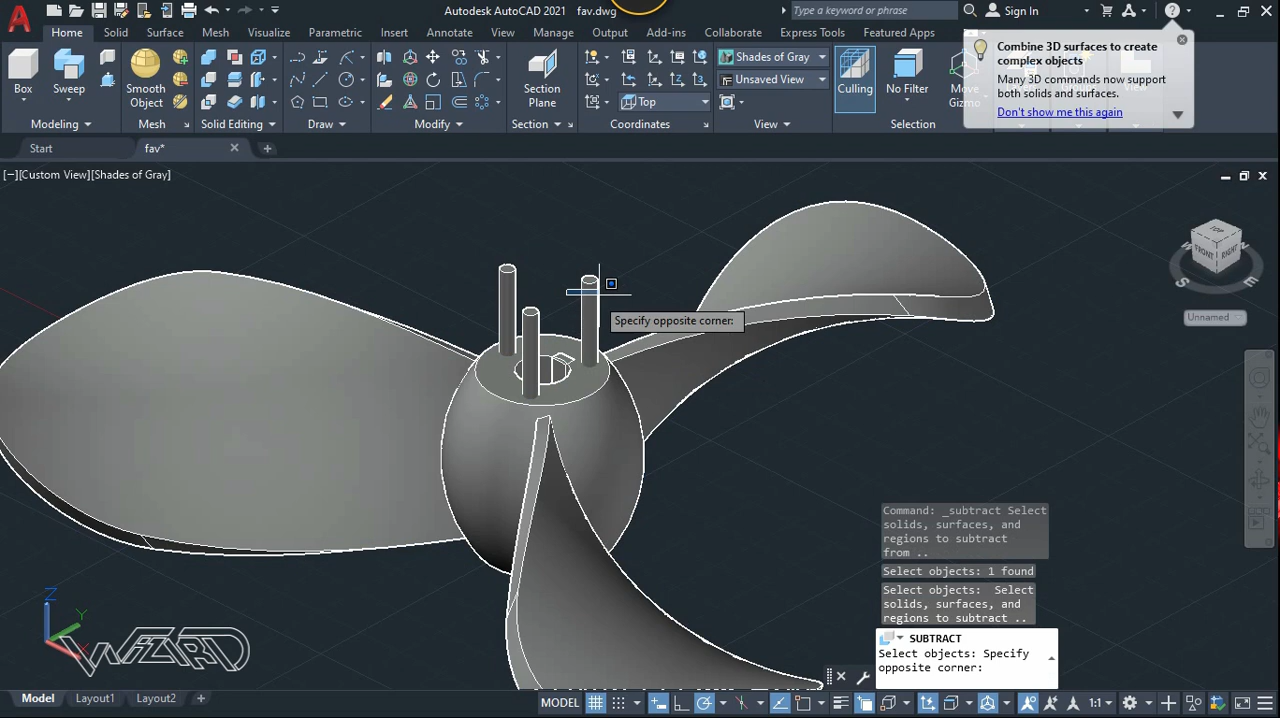 Autodesk AutoCAD 2021 fav.dwg
Type a keyword or phrase
Sign In
Home Solid Surface Mesh Visualize Parametric Insert Annotate View Manage Output Add-ins Collaborate Express Tools Featured Apps
Combine 3D surfaces to create
complex objects
Many 3D commands now support
both solids and surfaces.
Don't show me this again
Shades of Gray
Unsaved View
Top
Box
Sweep
Smooth
Object
Section
Plane
Culling
No Filter
Move
Gizmo
View
Modeling
Mesh
Solid Editing
Draw
Modify
Section
Coordinates
View
Selection
Start
fav*
[−][Custom View][Shades of Gray]
TOP
FRONT
RIGHT
S
E
Unnamed
Specify opposite corner:
Command: _subtract Select
solids, surfaces, and
regions to subtract
from ..
Select objects: 1 found
Select objects: Select
solids, surfaces, and
regions to subtract ..
SUBTRACT
Select objects: Specify
opposite corner:
Z
Y
X
WIZARD
Model Layout1 Layout2 +
MODEL
1:1